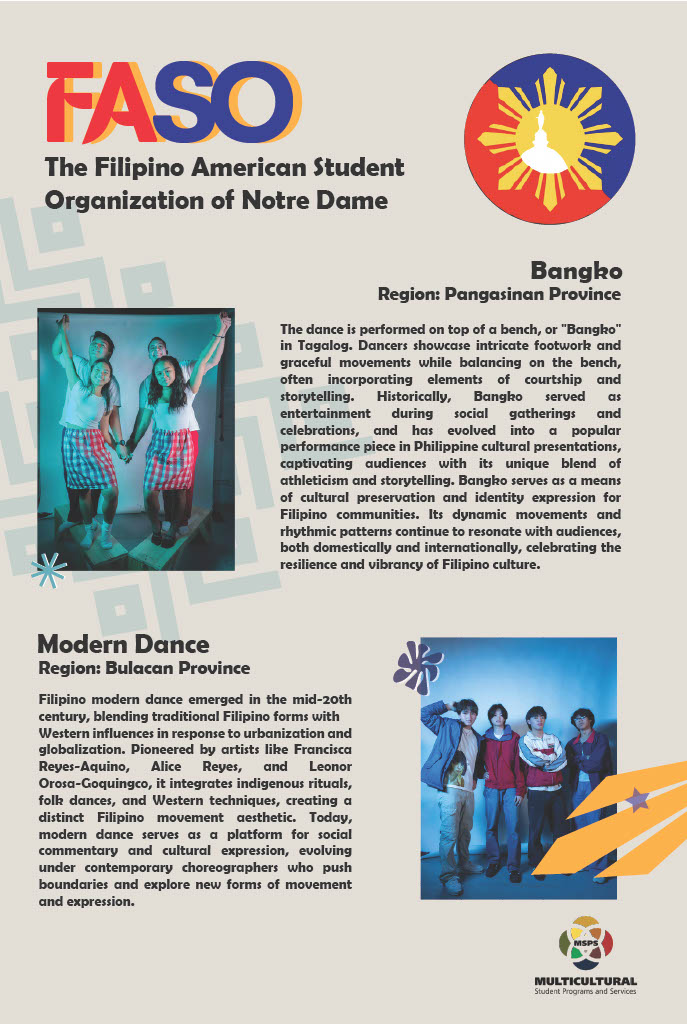 FASO
The Filipino American Student
Organization of Notre Dame
Bangko
Region: Pangasinan Province
The dance is performed on top of a bench, or "Bangko"
in Tagalog. Dancers showcase intricate footwork and
graceful movements while balancing on the bench,
often incorporating elements of courtship and
storytelling. Historically, Bangko served as
entertainment during social gatherings and
celebrations, and has evolved into a popular
performance piece in Philippine cultural presentations,
captivating audiences with its unique blend of
athleticism and storytelling. Bangko serves as a means
of cultural preservation and identity expression for
Filipino communities. Its dynamic movements and
rhythmic patterns continue to resonate with audiences,
both domestically and internationally, celebrating the
resilience and vibrancy of Filipino culture.
Modern Dance
Region: Bulacan Province
Filipino modern dance emerged in the mid-20th
century, blending traditional Filipino forms with
Western influences in response to urbanization and
globalization. Pioneered by artists like Francisca
Reyes-Aquino, Alice Reyes, and Leonor
Orosa-Goquingco, it integrates indigenous rituals,
folk dances, and Western techniques, creating a
distinct Filipino movement aesthetic. Today,
modern dance serves as a platform for social
commentary and cultural expression, evolving
under contemporary choreographers who push
boundaries and explore new forms of movement
and expression.
MSPS
MULTICULTURAL
Student Programs and Services